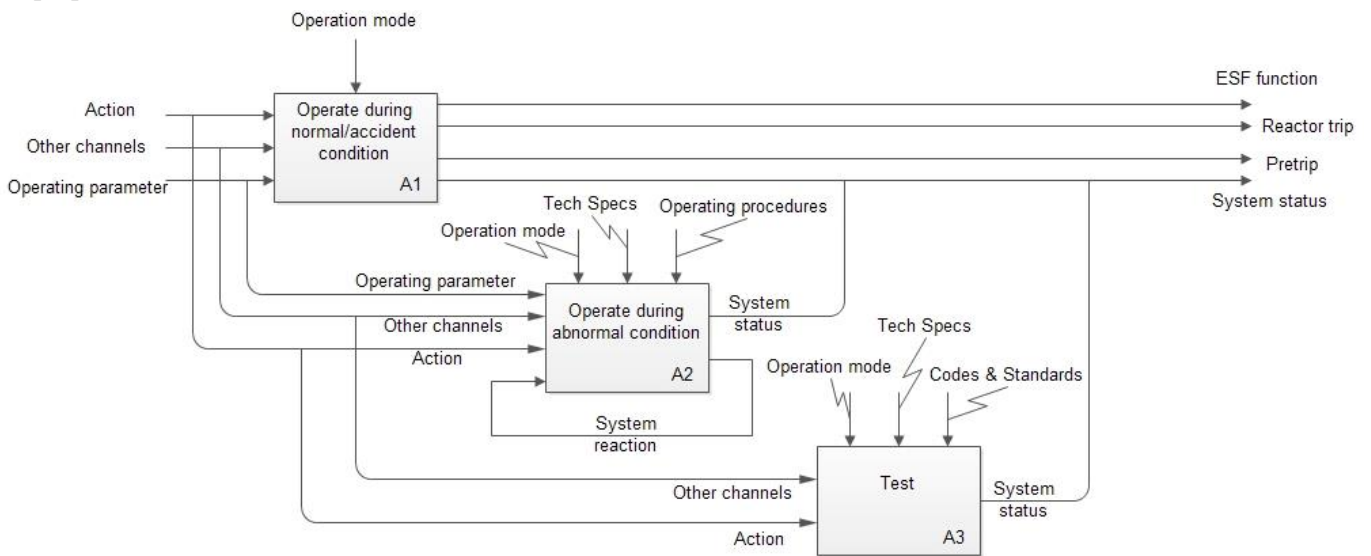 Operation mode
ESF function
Action
Operate during
normal/accident
condition
Reactor trip
Other channels
Pretrip
Operating parameter
A1
System status
Tech Specs
Operating procedures
Operation mode
Operating parameter
System
status
Operate during
abnormal condition
Other channels
Tech Specs
Action
A2
Operation mode
Codes & Standards
System
reaction
Test
Other channels
System
status
Action
A3